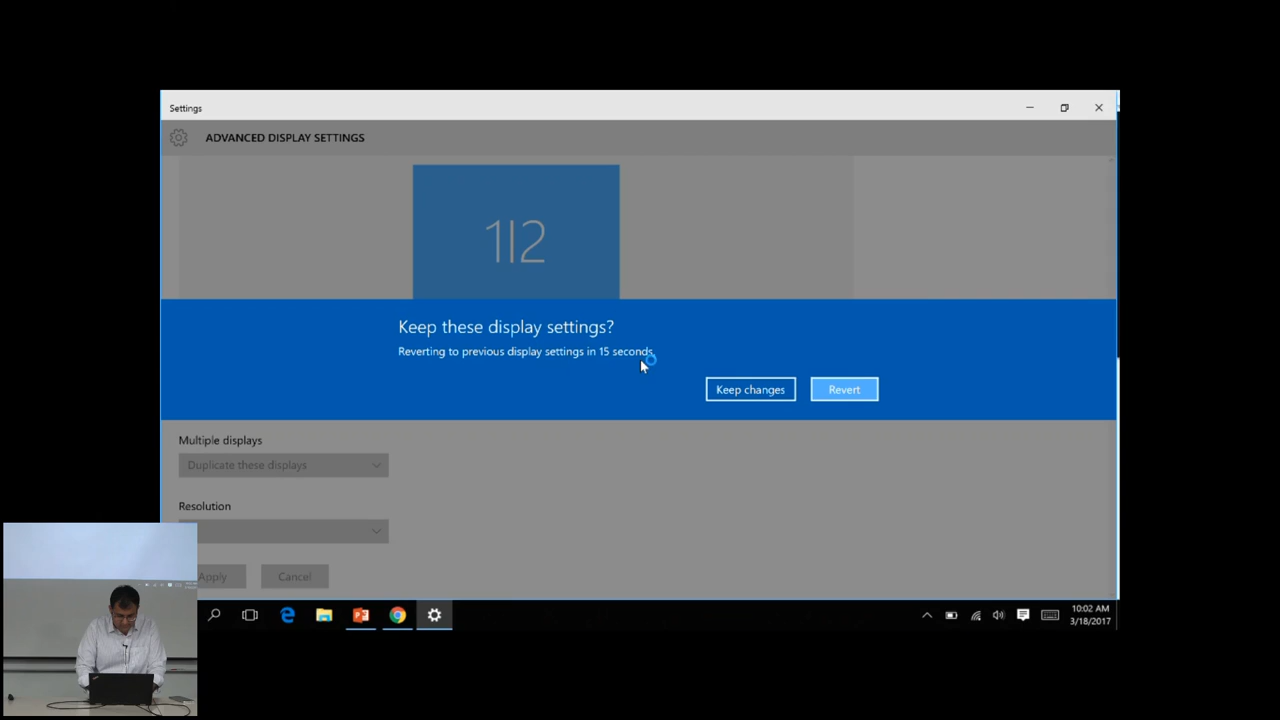 Settings
ADVANCED DISPLAY SETTINGS
1|2
Keep these display settings?
Reverting to previous display settings in 15 seconds.
Keep changes
Revert
Multiple displays
Duplicate these displays
Resolution
Apply
Cancel
10:02 AM
3/18/2017